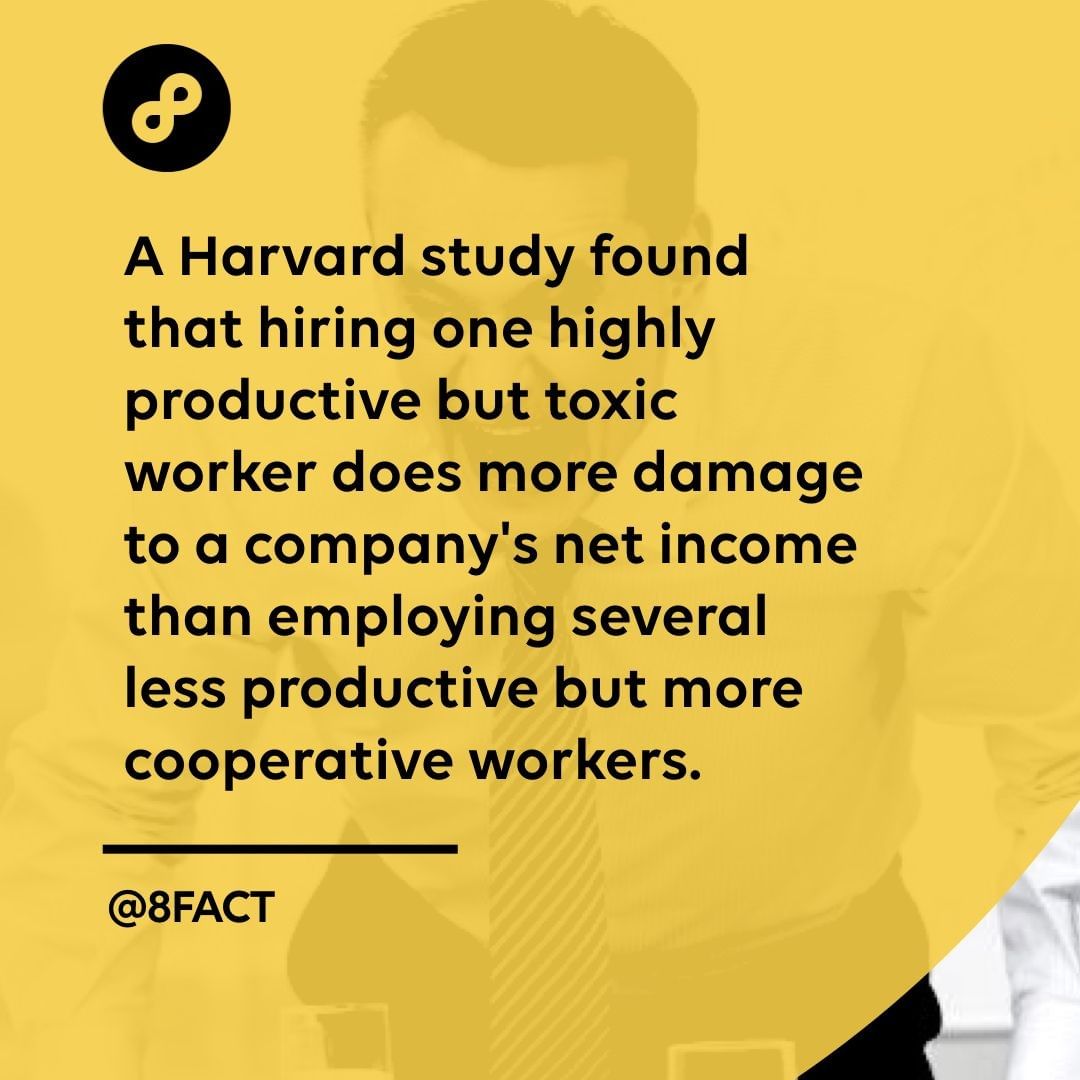 A Harvard study found
that hiring one highly
productive but toxic
worker does more damage
to a company's net income
than employing several
less productive but more
cooperative workers.
@8FACT